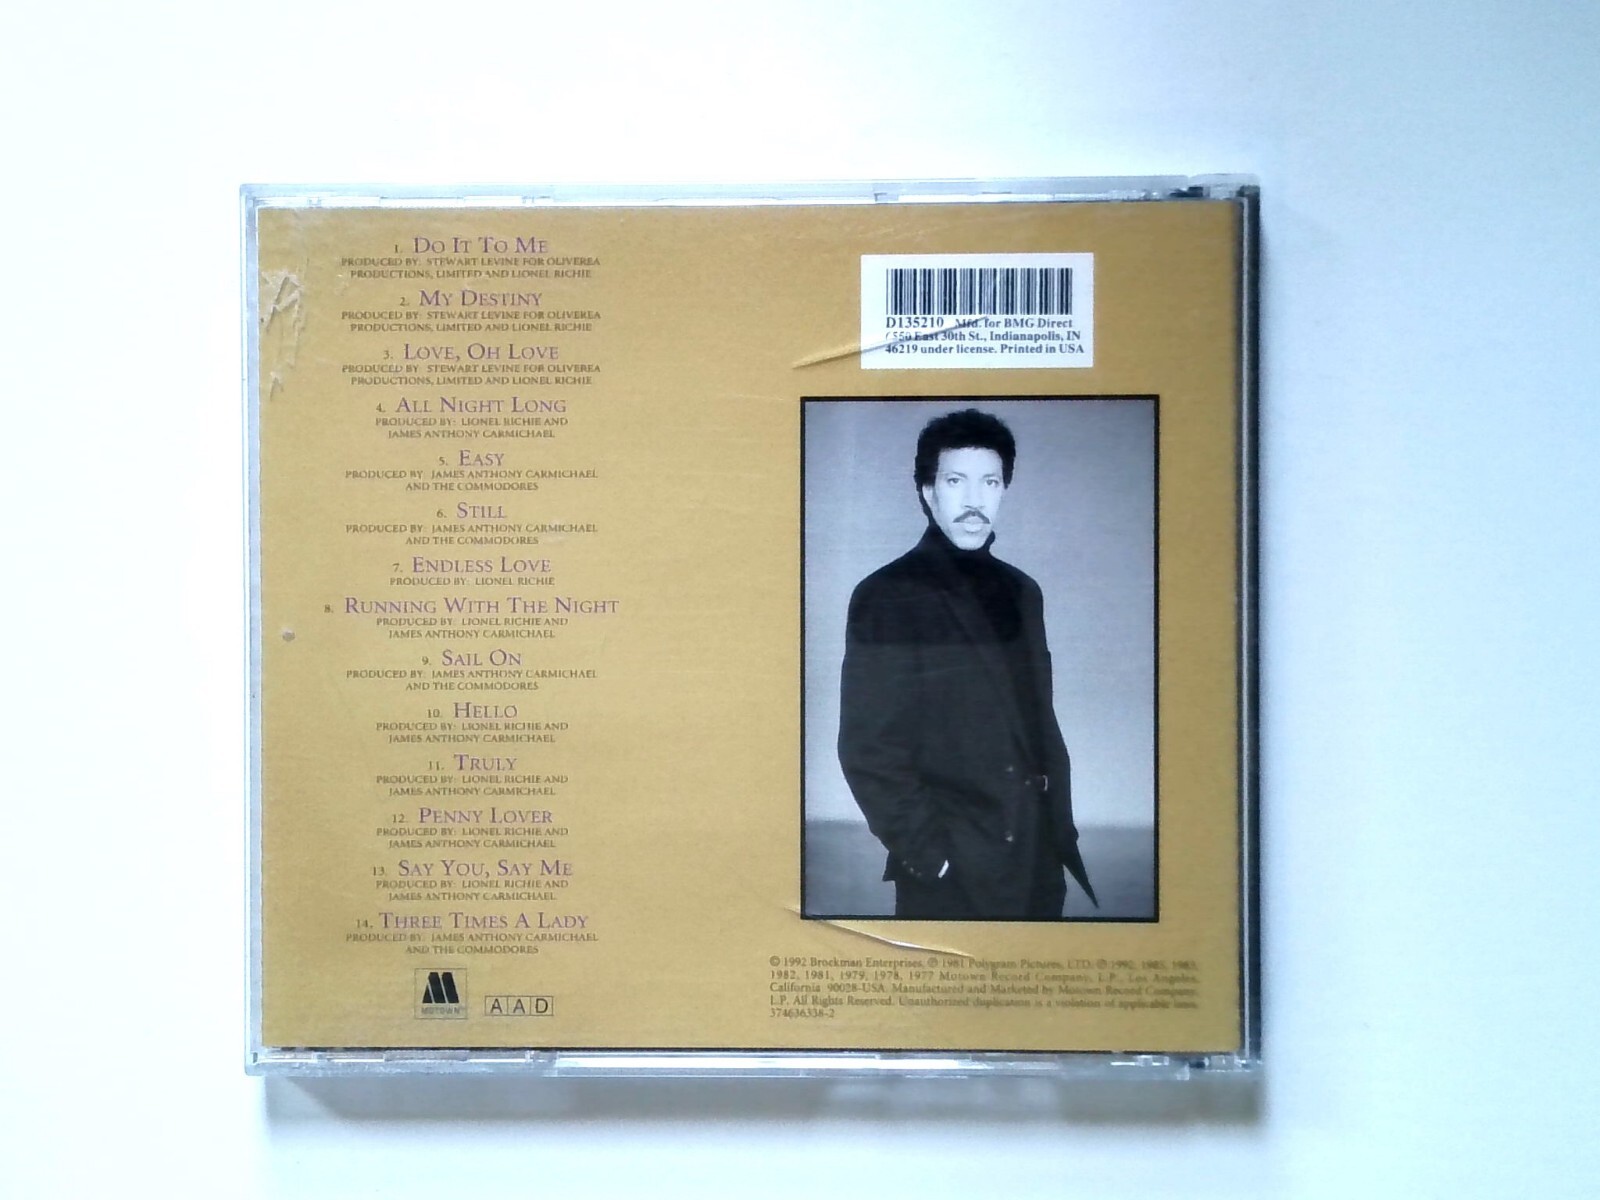 1. DO IT TO ME
PRODUCED BY: STEWART LEVINE FOR OLIVEREA
PRODUCTIONS, LIMITED AND LIONEL RICHIE
2. MY DESTINY
PRODUCED BY: STEWART LEVINE FOR OLIVEREA
PRODUCTIONS, LIMITED AND LIONEL RICHIE
3. LOVE, OH LOVE
PRODUCED BY: STEWART LEVINE FOR OLIVEREA
PRODUCTIONS, LIMITED AND LIONEL RICHIE
4. ALL NIGHT LONG
PRODUCED BY: LIONEL RICHIE AND
JAMES ANTHONY CARMICHAEL
5. EASY
PRODUCED BY: JAMES ANTHONY CARMICHAEL
AND THE COMMODORES
6. STILL
PRODUCED BY: JAMES ANTHONY CARMICHAEL
AND THE COMMODORES
7. ENDLESS LOVE
PRODUCED BY: LIONEL RICHIE
8. RUNNING WITH THE NIGHT
PRODUCED BY: LIONEL RICHIE AND
JAMES ANTHONY CARMICHAEL
9. SAIL ON
PRODUCED BY: JAMES ANTHONY CARMICHAEL
AND THE COMMODORES
10. HELLO
PRODUCED BY: LIONEL RICHIE AND
JAMES ANTHONY CARMICHAEL
11. TRULY
PRODUCED BY: LIONEL RICHIE AND
JAMES ANTHONY CARMICHAEL
12. PENNY LOVER
PRODUCED BY: LIONEL RICHIE AND
JAMES ANTHONY CARMICHAEL
13. SAY YOU, SAY ME
PRODUCED BY: LIONEL RICHIE AND
JAMES ANTHONY CARMICHAEL
14. THREE TIMES A LADY
PRODUCED BY: JAMES ANTHONY CARMICHAEL
AND THE COMMODORES
M
MOTOWN
AAD
D135210 Mfd. for BMG Direct
6550 East 30th St., Indianapolis, IN
46219 under license. Printed in USA
© 1992 Brockman Enterprises, ℗ 1981 Polygram Pictures, LTD. ℗ 1992, 1985, 1983,
1982, 1981, 1979, 1978, 1977 Motown Record Company, L.P., Los Angeles,
California 90028-USA. Manufactured and Marketed by Motown Record Company,
L.P. All Rights Reserved. Unauthorized duplication is a violation of applicable laws.
374636338-2